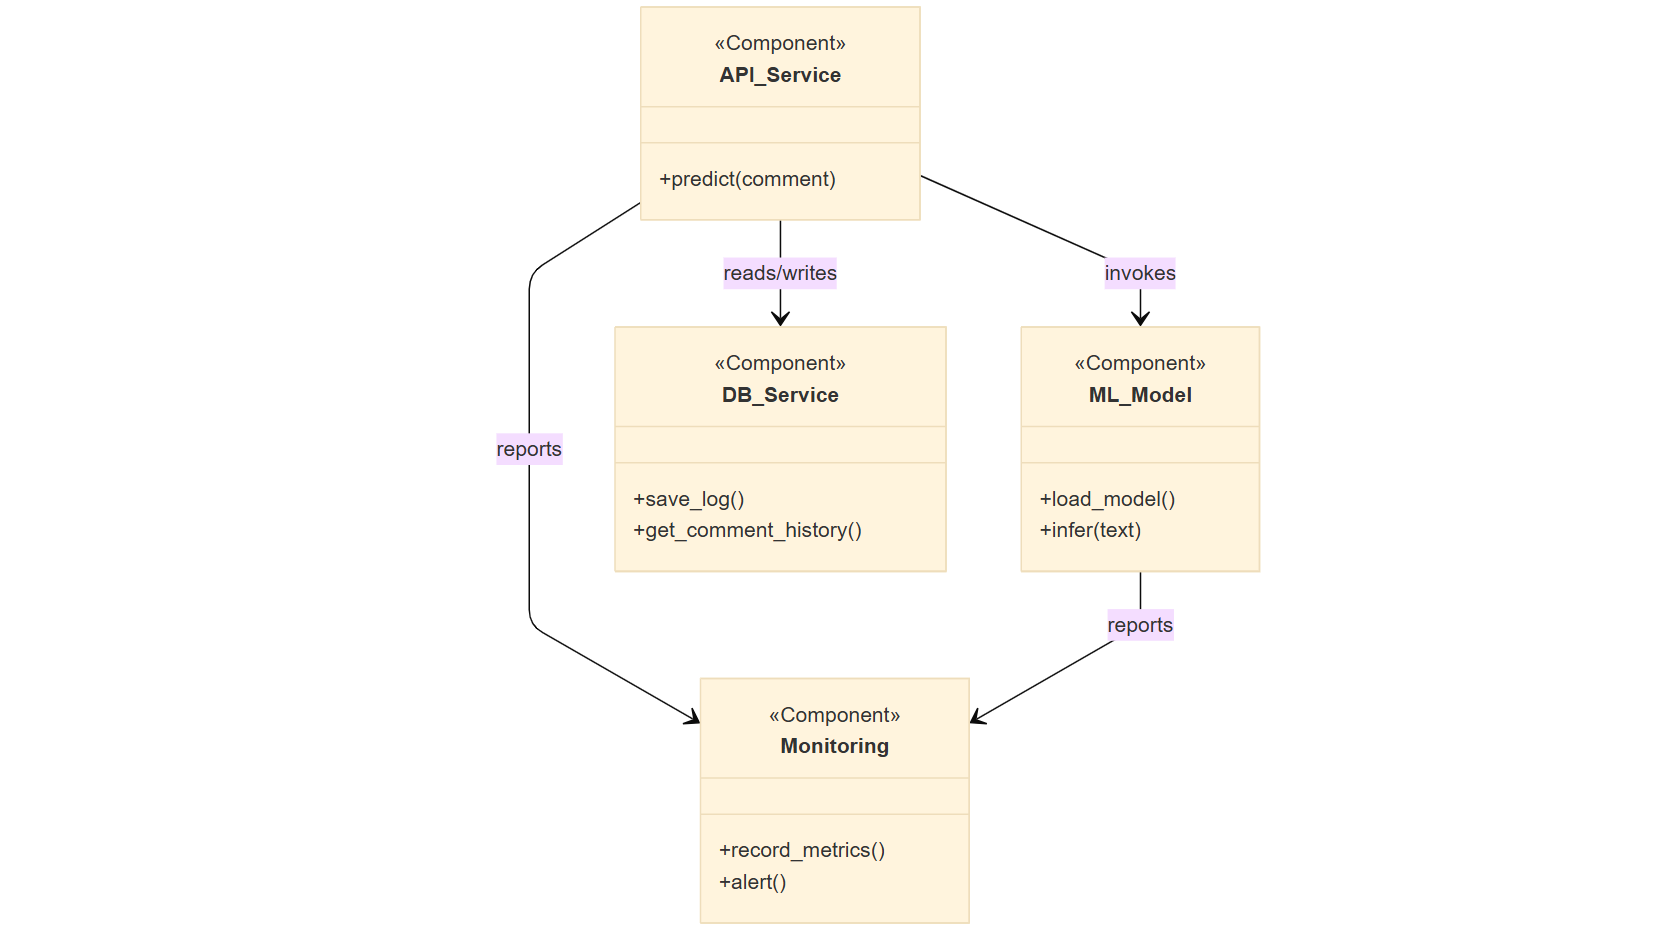 «Component»
API_Service
+predict(comment)
reads/writes
invokes
«Component»
DB_Service
+save_log()
+get_comment_history()
«Component»
ML_Model
+load_model()
+infer(text)
reports
reports
«Component»
Monitoring
+record_metrics()
+alert()